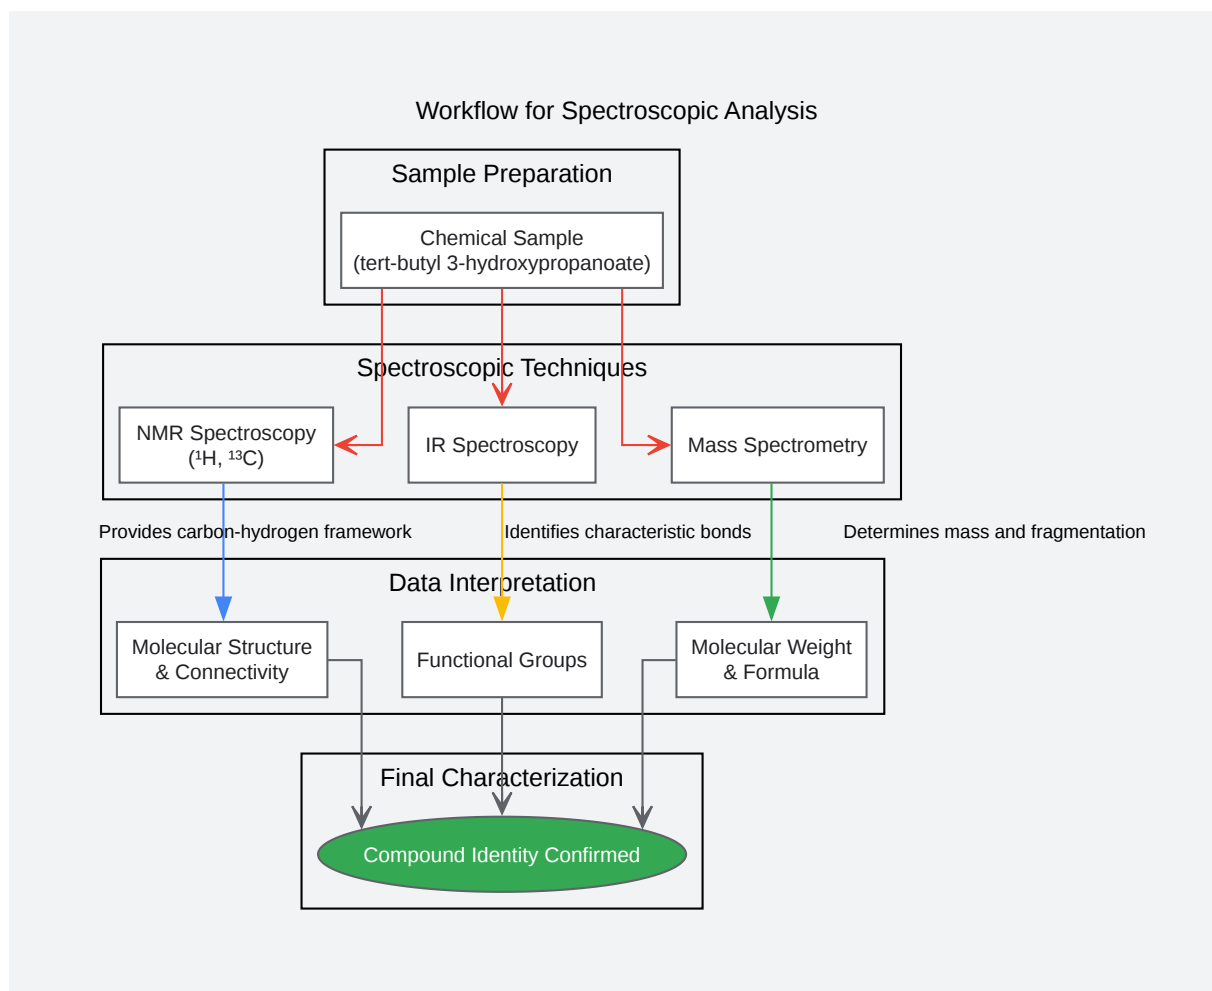 Workflow for Spectroscopic Analysis
Sample Preparation
Chemical Sample
(tert-butyl 3-hydroxypropanoate)
Spectroscopic Techniques
NMR Spectroscopy
(¹H, ¹³C)
IR Spectroscopy
Mass Spectrometry
Provides carbon-hydrogen framework
Identifies characteristic bonds
Determines mass and fragmentation
Data Interpretation
Molecular Structure
& Connectivity
Functional Groups
Molecular Weight
& Formula
Final Characterization
Compound Identity Confirmed